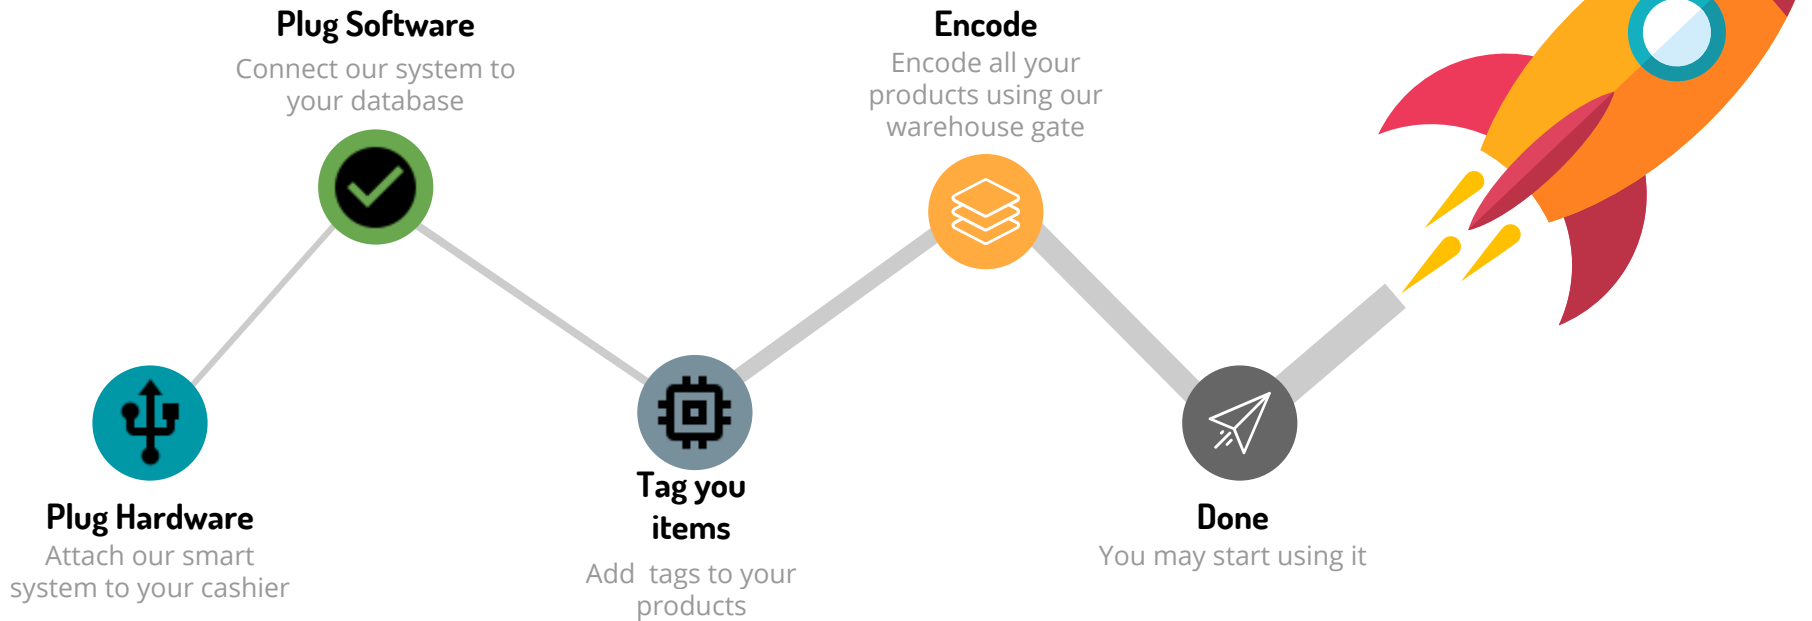 Plug Software
Connect our system to
your database
Encode
Encode all your
products using our
warehouse gate
Plug Hardware
Attach our smart
system to your cashier
Tag you
items
Add  tags to your
products
Done
You may start using it